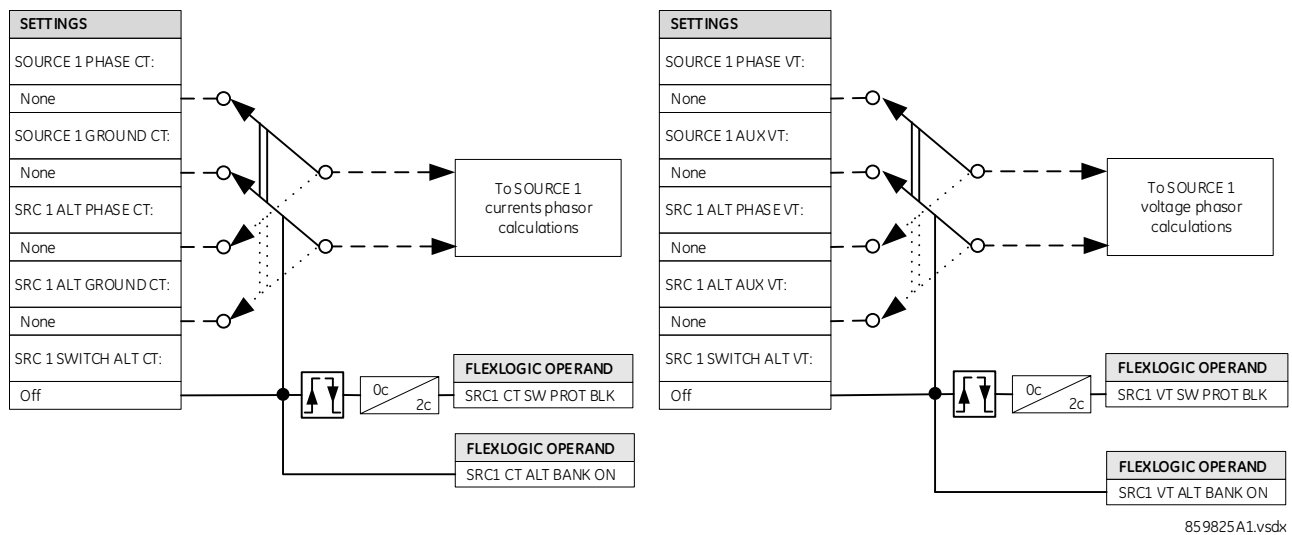 SETTINGS
SOURCE 1 PHASE CT:
None
SOURCE 1 GROUND CT:
None
SRC 1 ALT PHASE CT:
None
SRC 1 ALT GROUND CT:
None
SRC 1 SWITCH ALT CT:
Off
To SOURCE 1
currents phasor
calculations
0c
2c
FLEXLOGIC OPERAND
SRC1 CT SW PROT BLK
FLEXLOGIC OPERAND
SRC1 CT ALT BANK ON
SETTINGS
SOURCE 1 PHASE VT:
None
SOURCE 1 AUX VT:
None
SRC 1 ALT PHASE VT:
None
SRC 1 ALT AUX VT:
None
SRC 1 SWITCH ALT VT:
Off
To SOURCE 1
voltage phasor
calculations
0c
2c
FLEXLOGIC OPERAND
SRC1 VT SW PROT BLK
FLEXLOGIC OPERAND
SRC1 VT ALT BANK ON
859825A1.vsdx